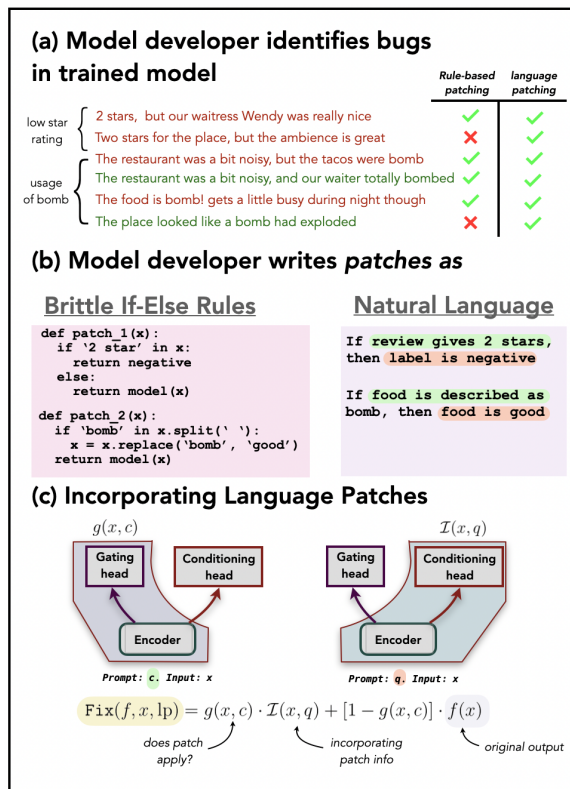 (a) Model developer identifies bugs
in trained model
Rule-based
patching
language
patching
low star
rating
2 stars, but our waitress Wendy was really nice
Two stars for the place, but the ambience is great
usage
of bomb
The restaurant was a bit noisy, but the tacos were bomb
The restaurant was a bit noisy, and our waiter totally bombed
The food is bomb! gets a little busy during night though
The place looked like a bomb had exploded
(b) Model developer writes patches as
Brittle If-Else Rules
def patch_1(x):
if ‘2 star’ in x:
return negative
else:
return model(x)
def patch_2(x):
if ‘bomb’ in x.split(‘ ‘):
x = x.replace(‘bomb’, ‘good’)
return model(x)
Natural Language
If review gives 2 stars,
then label is negative
If food is described as
bomb, then food is good
(c) Incorporating Language Patches
g(x, c)
Gating
head
Conditioning
head
Encoder
Prompt: c. Input: x
I(x, q)
Gating
head
Conditioning
head
Encoder
Prompt: q. Input: x
Fix(f, x, lp) = g(x, c) · I(x, q) + [1 − g(x, c)] · f(x)
does patch
apply?
incorporating
patch info
original output